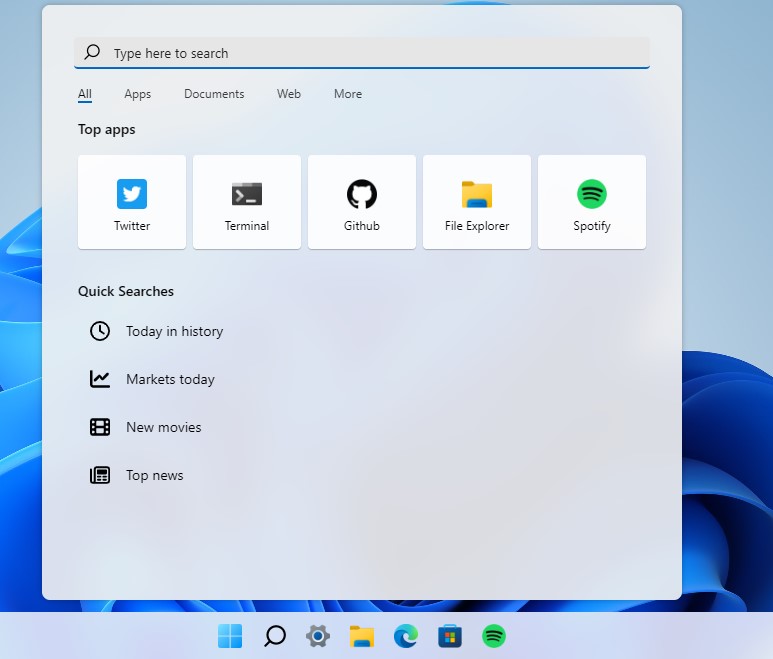 Type here to search
All Apps Documents Web More
Top apps
Twitter Terminal Github File Explorer Spotify
Quick Searches
Today in history
Markets today
New movies
Top news